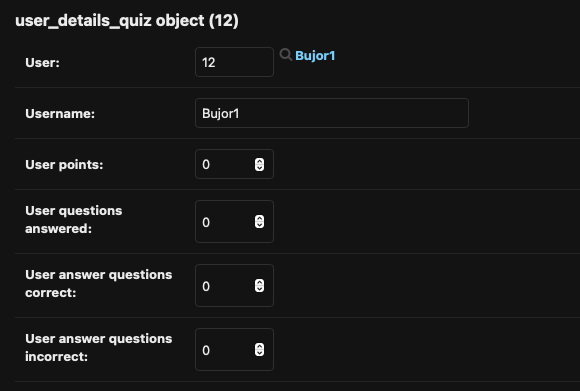 user_details_quiz object (12)
User: 12 Bujor1
Username: Bujor1
User points: 0
User questions
answered: 0
User answer questions
correct: 0
User answer questions
incorrect: 0